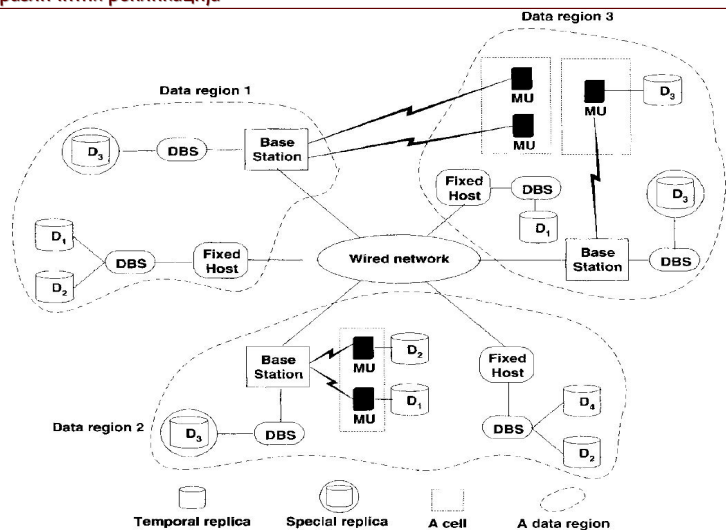 различитих репликација
Data region 3
Data region 1
MU
MU
MU
D3
D3
DBS
Base
Station
Fixed
Host
DBS
D3
D1
D1
D2
DBS
Fixed
Host
Wired network
Base
Station
DBS
Base
Station
MU
D2
MU
D1
Fixed
Host
Data region 2
D3
DBS
DBS
D4
D2
Temporal replica
Special replica
A cell
A data region